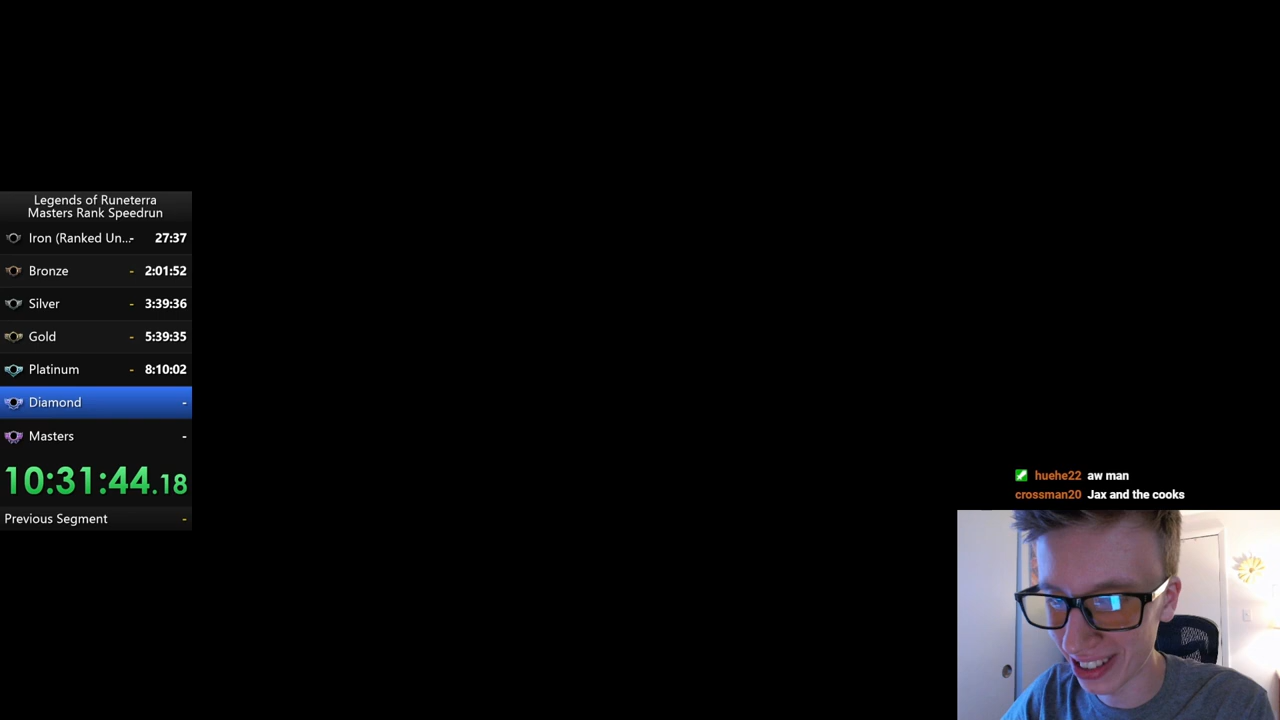 Legends of Runeterra
Masters Rank Speedrun
Iron (Ranked Un...- 27:37
Bronze - 2:01:52
Silver - 3:39:36
Gold - 5:39:35
Platinum - 8:10:02
Diamond -
Masters -
10:31:44.18
Previous Segment -
huehe22 aw man
crossman20 Jax and the cooks